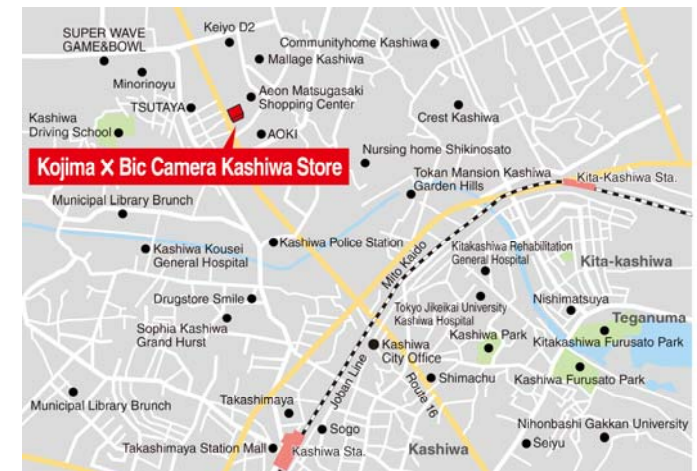 SUPER WAVE
GAME&BOWL
Keiyo D2
Communityhome Kashiwa
Mallage Kashiwa
Minorinoyu
TSUTAYA
Aeon Matsugasaki
Shopping Center
Crest Kashiwa
Kashiwa
Driving School
AOKI
Nursing home Shikinosato
Kojima X Bic Camera Kashiwa Store
Tokan Mansion Kashiwa
Garden Hills
Kita-Kashiwa Sta.
Municipal Library Brunch
Kashiwa Police Station
Kashiwa Kousei
General Hospital
Mito Kaido
Kitakashiwa Rehabilitation
General Hospital
Kita-kashiwa
Drugstore Smile
Sophia Kashiwa
Grand Hurst
Tokyo Jikeikai University
Kashiwa Hospital
Nishimatsuya
Teganuma
Kashiwa Park
Kitakashiwa Furusato Park
Kashiwa
City Office
Joban Line
Route 16
Shimachu
Kashiwa Furusato Park
Municipal Library Brunch
Takashimaya
Sogo
Nihonbashi Gakkan University
Takashimaya Station Mall
Kashiwa Sta.
Kashiwa
Seiyu